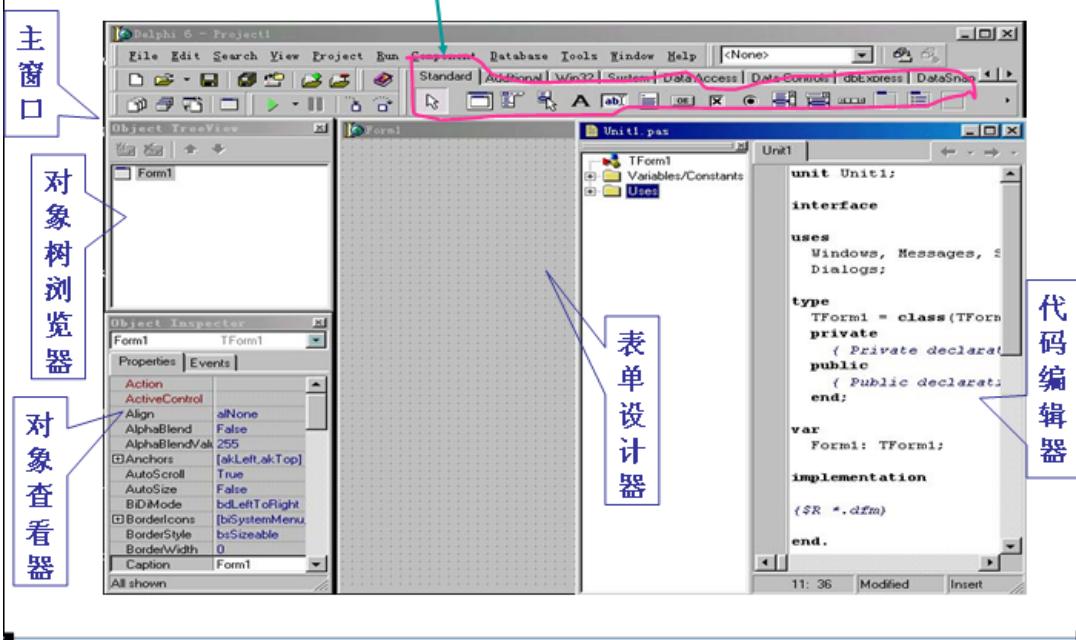 主窗口
Delphi 6 - Project1
File Edit Search View Project Run Component Database Tools Window Help <None>
Standard Additional Win32 System Data Access Data Controls dbExpress DataSnap
Object TreeView
Form1
对象树浏览器
Object Inspector
Form1 TForm1
Properties Events
Action
ActiveControl
Align alNone
AlphaBlend False
AlphaBlendValu 255
Anchors [akLeft,akTop]
AutoScroll True
AutoSize False
BiDiMode bdLeftToRight
BorderIcons [biSystemMenu,
BorderStyle bsSizeable
BorderWidth 0
Caption Form1
All shown
对象查看器
Form1
表单设计器
Unit1.pas
TForm1
Variables/Constants
Uses
Unit1
unit Unit1;
interface
uses
Windows, Messages, S
Dialogs;
type
TForm1 = class(TForm
private
{ Private declarat
public
{ Public declarati
end;
var
Form1: TForm1;
implementation
{$R *.dfm}
end.
11: 36 Modified Insert
代码编辑器